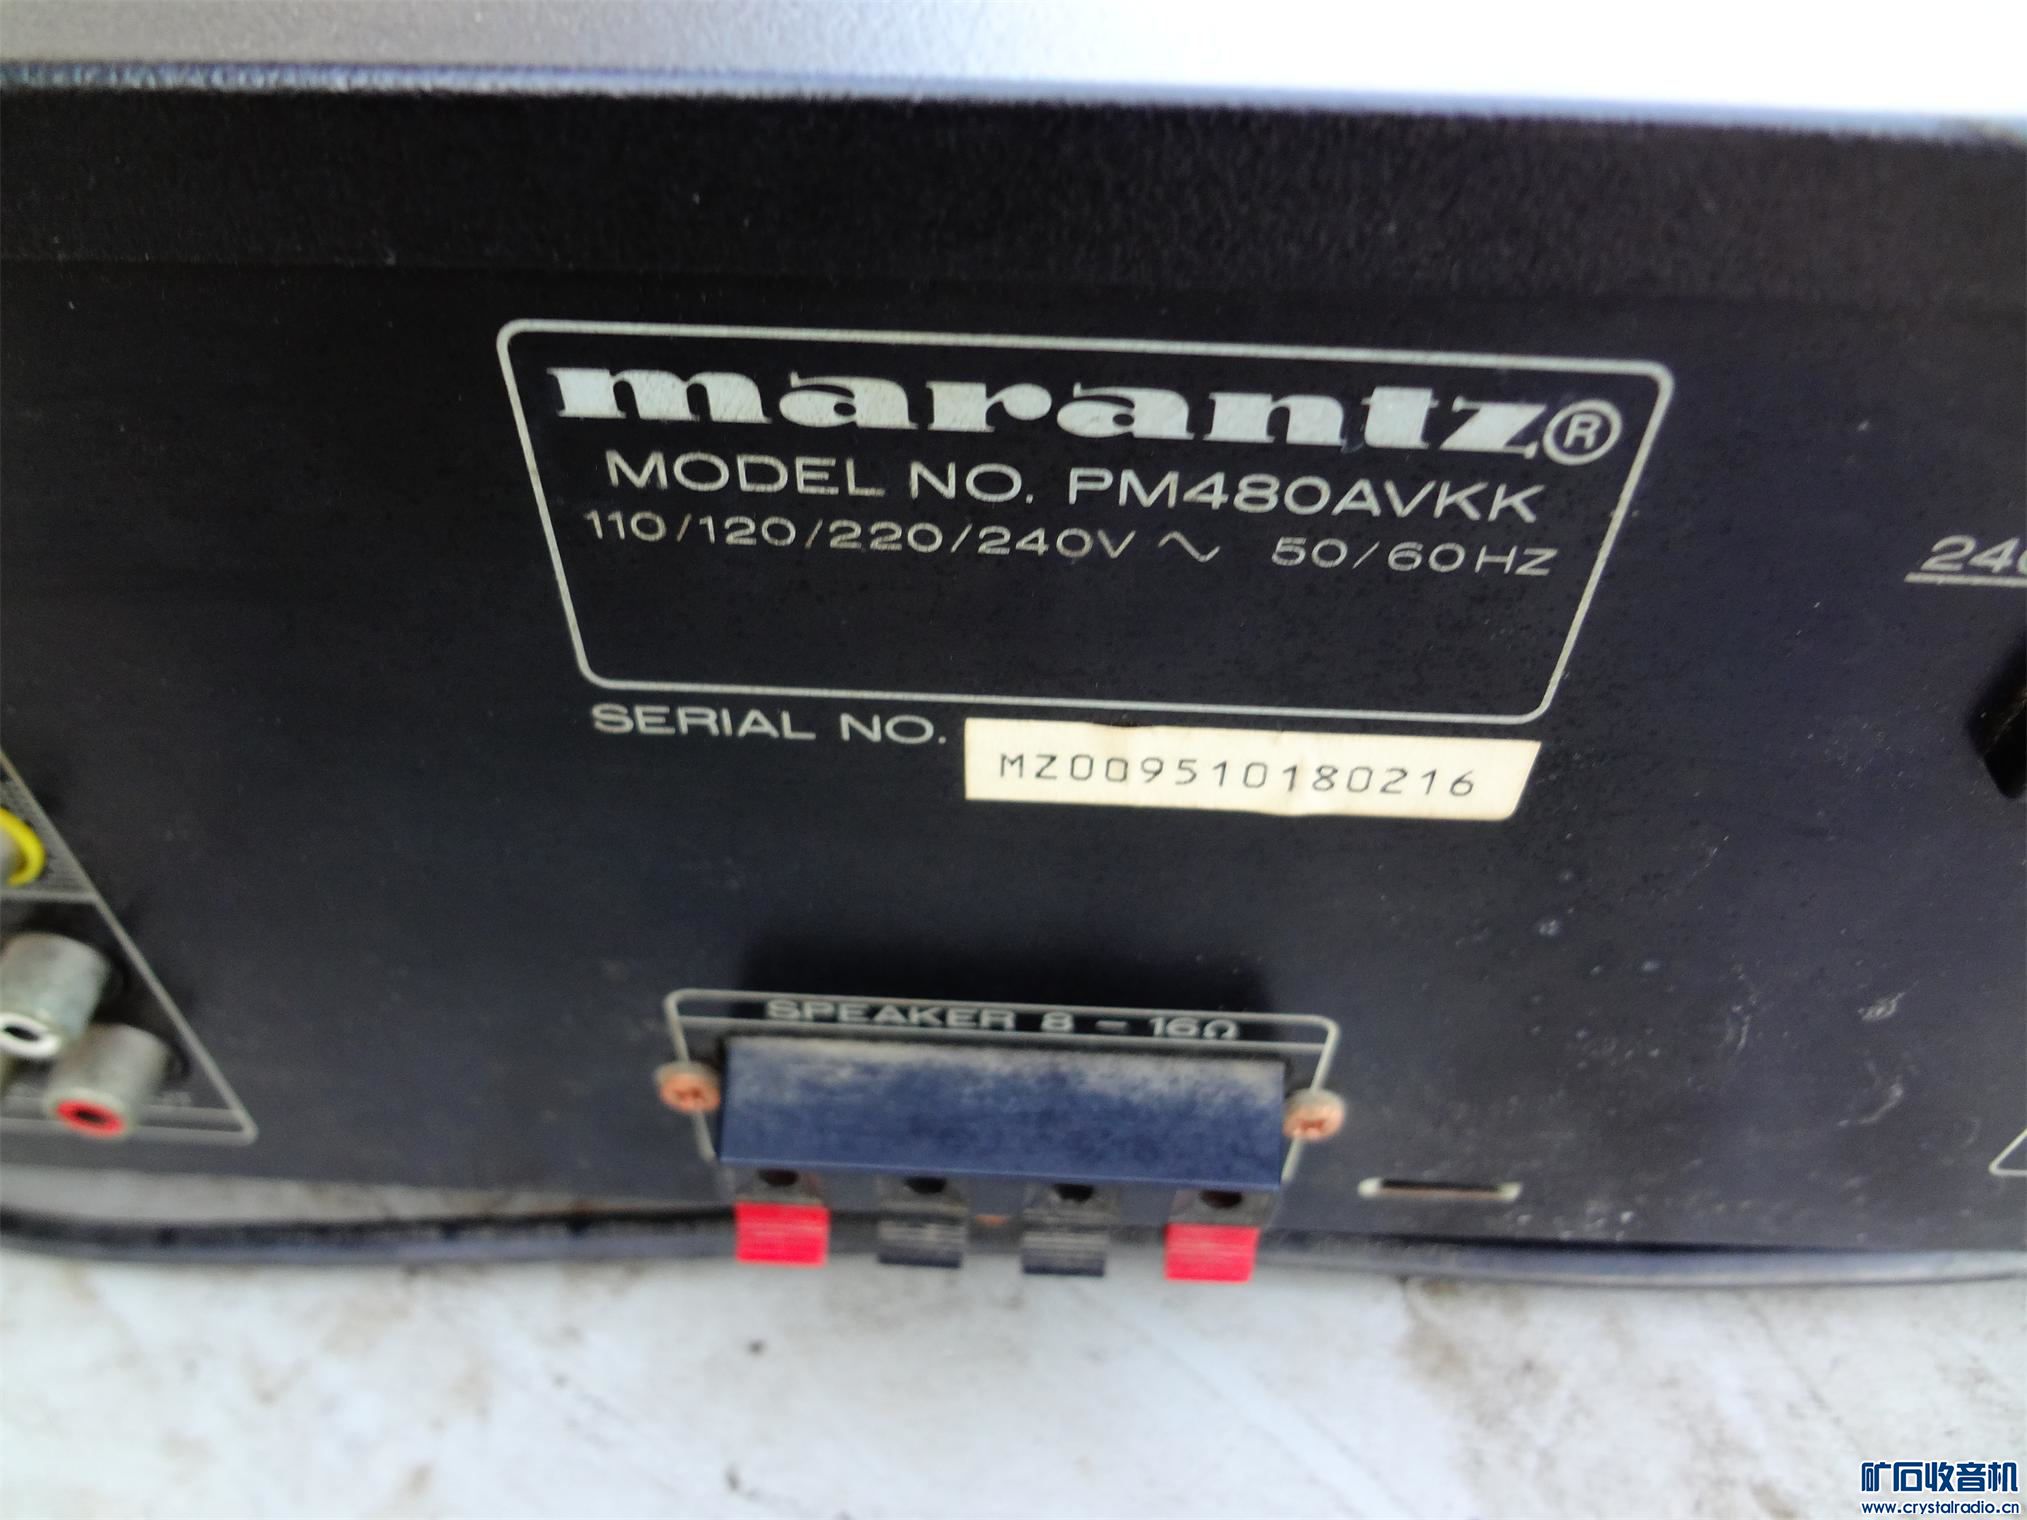 marantz®
MODEL NO. PM480AVKK
110/120/220/240V ~ 50/60HZ
SERIAL NO. MZ009510180216
SPEAKER 8 - 16Ω
矿石收音机
www.crystalradio.cn